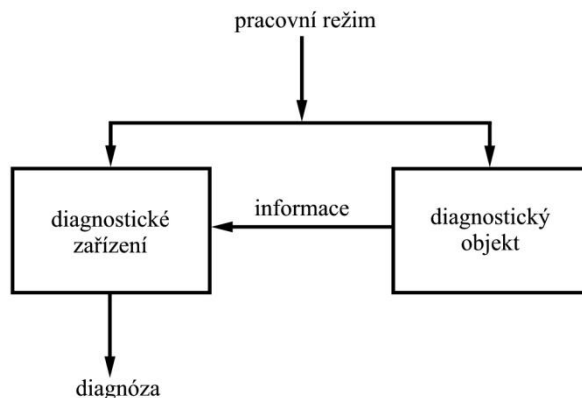 pracovní režim
diagnostické
zařízení
informace
diagnostický
objekt
diagnóza